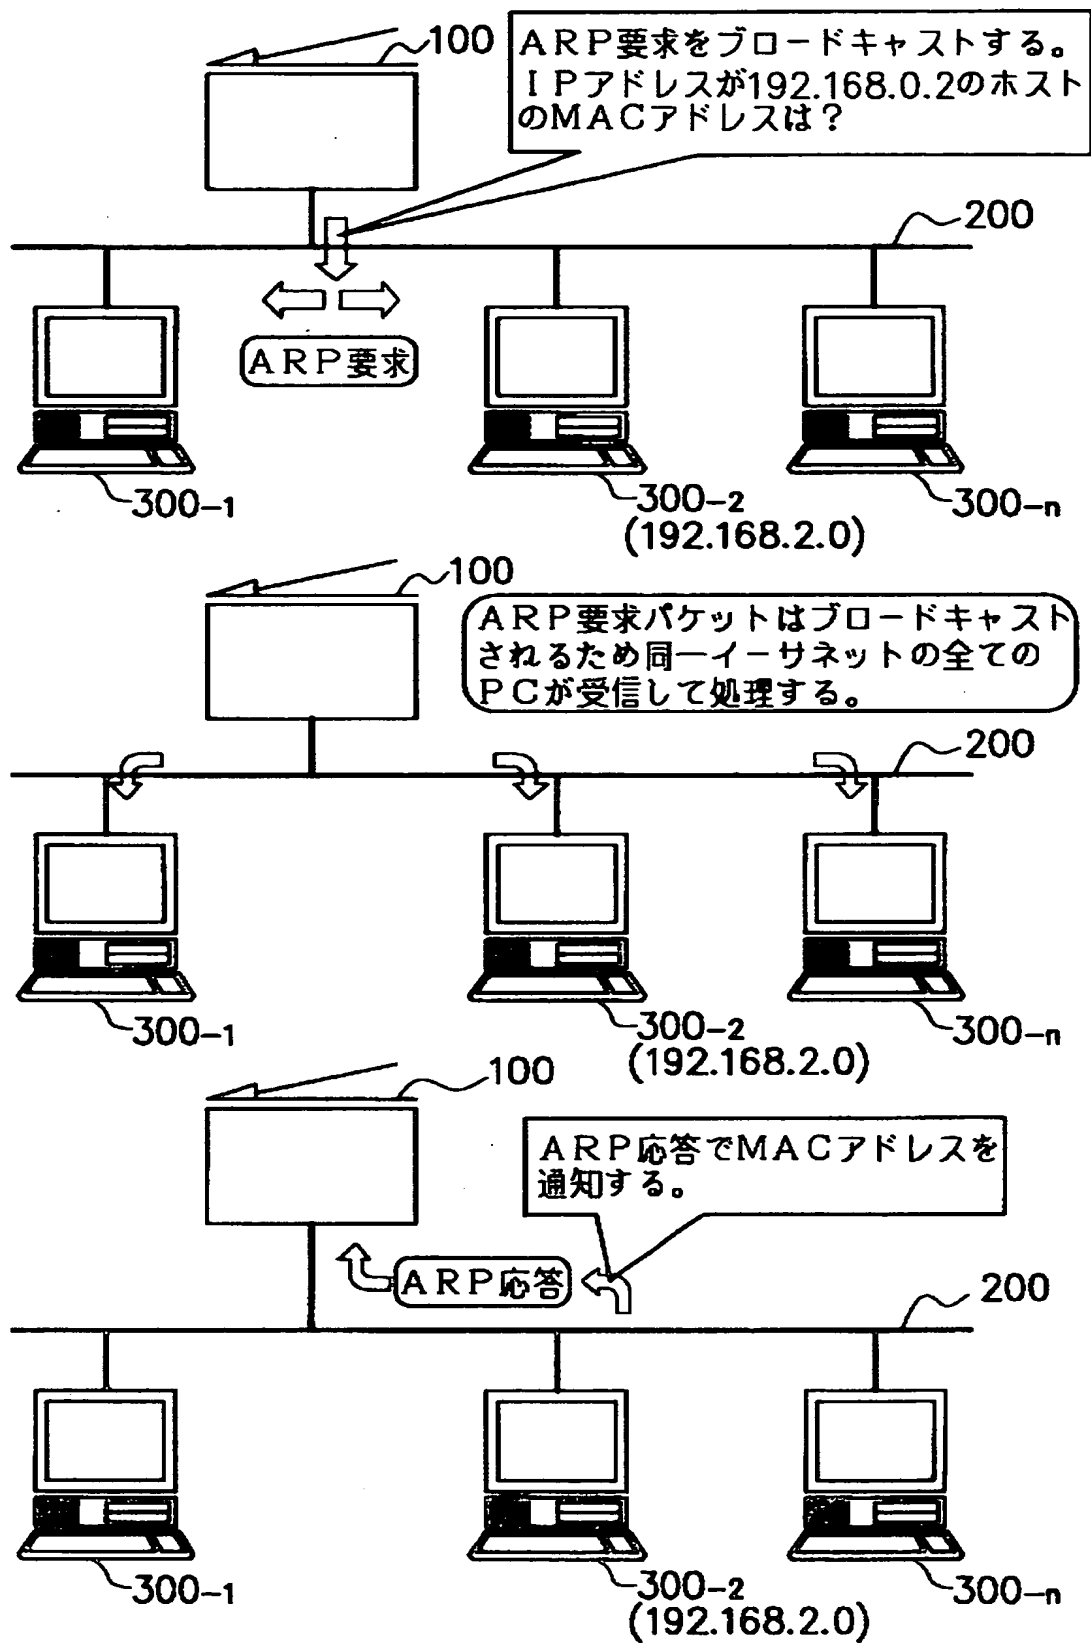 100
ARP要求をブロードキャストする。
IPアドレスが192.168.0.2のホスト
のMACアドレスは？
200
ARP要求
300-1
300-2
(192.168.2.0)
300-n
100
ARP要求パケットはブロードキャスト
されるため同一イーサネットの全ての
PCが受信して処理する。
200
300-1
300-2
(192.168.2.0)
300-n
100
ARP応答でMACアドレスを
通知する。
ARP応答
200
300-1
300-2
(192.168.2.0)
300-n